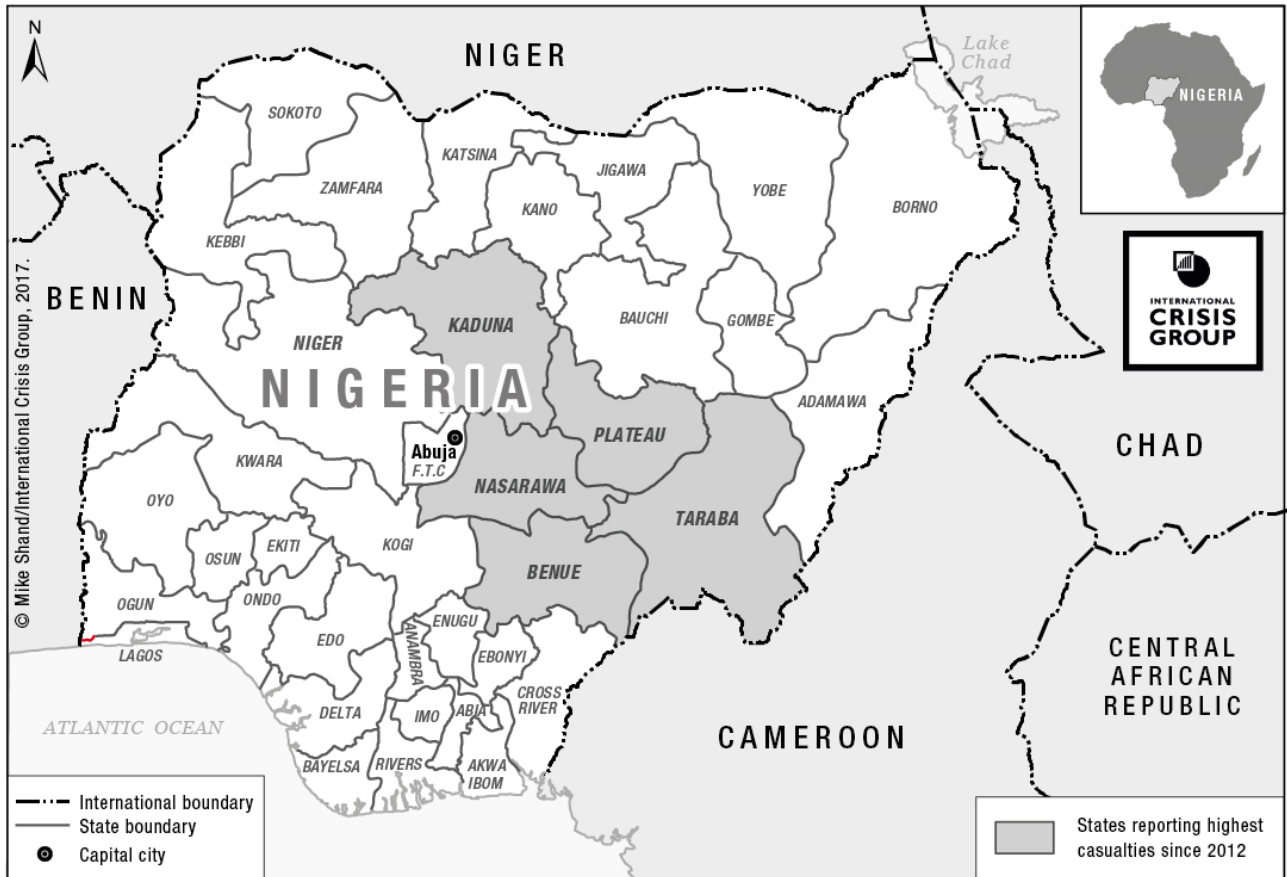 N
NIGER
Lake
Chad
NIGERIA
SOKOTO
KATSINA
JIGAWA
ZAMFARA
KANO
YOBE
BORNO
KEBBI
BENIN
INTERNATIONAL
CRISIS
GROUP
KADUNA
BAUCHI
GOMBE
NIGER
NIGERIA
ADAMAWA
PLATEAU
CHAD
Abuja
F.T.C
KWARA
NASARAWA
OYO
TARABA
KOGI
OSUN
EKITI
BENUE
OGUN
ONDO
EDO
ENUGU
ANAMBRA
EBONYI
LAGOS
CENTRAL
AFRICAN
REPUBLIC
CROSS
RIVER
DELTA
IMO
ABIA
ATLANTIC OCEAN
CAMEROON
BAYELSA
RIVERS
AKWA
IBOM
© Mike Shand/International Crisis Group, 2017.
International boundary
State boundary
Capital city
States reporting highest
casualties since 2012